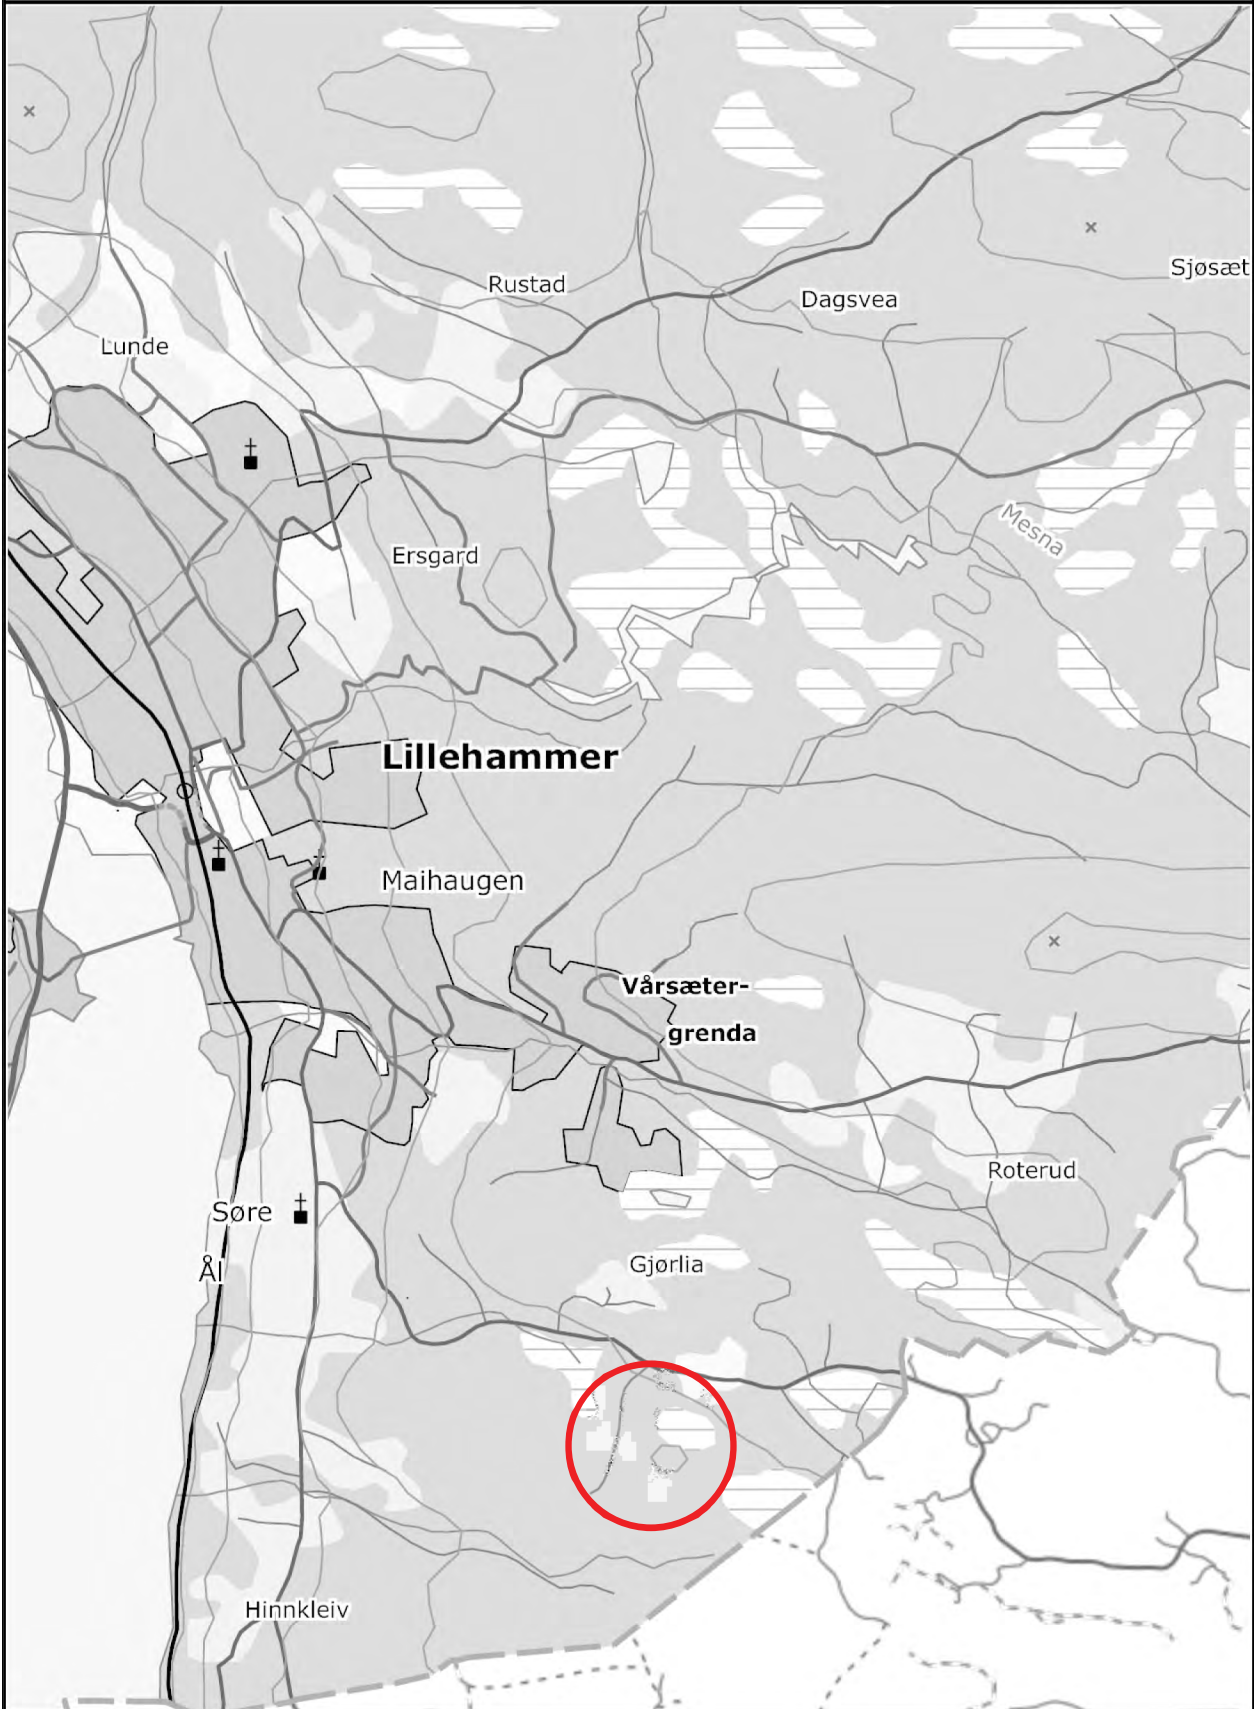 Sjøsæt
Rustad
Dagsvea
Lunde
Mesna
Ersgard
Lillehammer
Maihaugen
Vårsæter-
grenda
Roterud
Søre
Ål
Gjørlia
Hinnkleiv